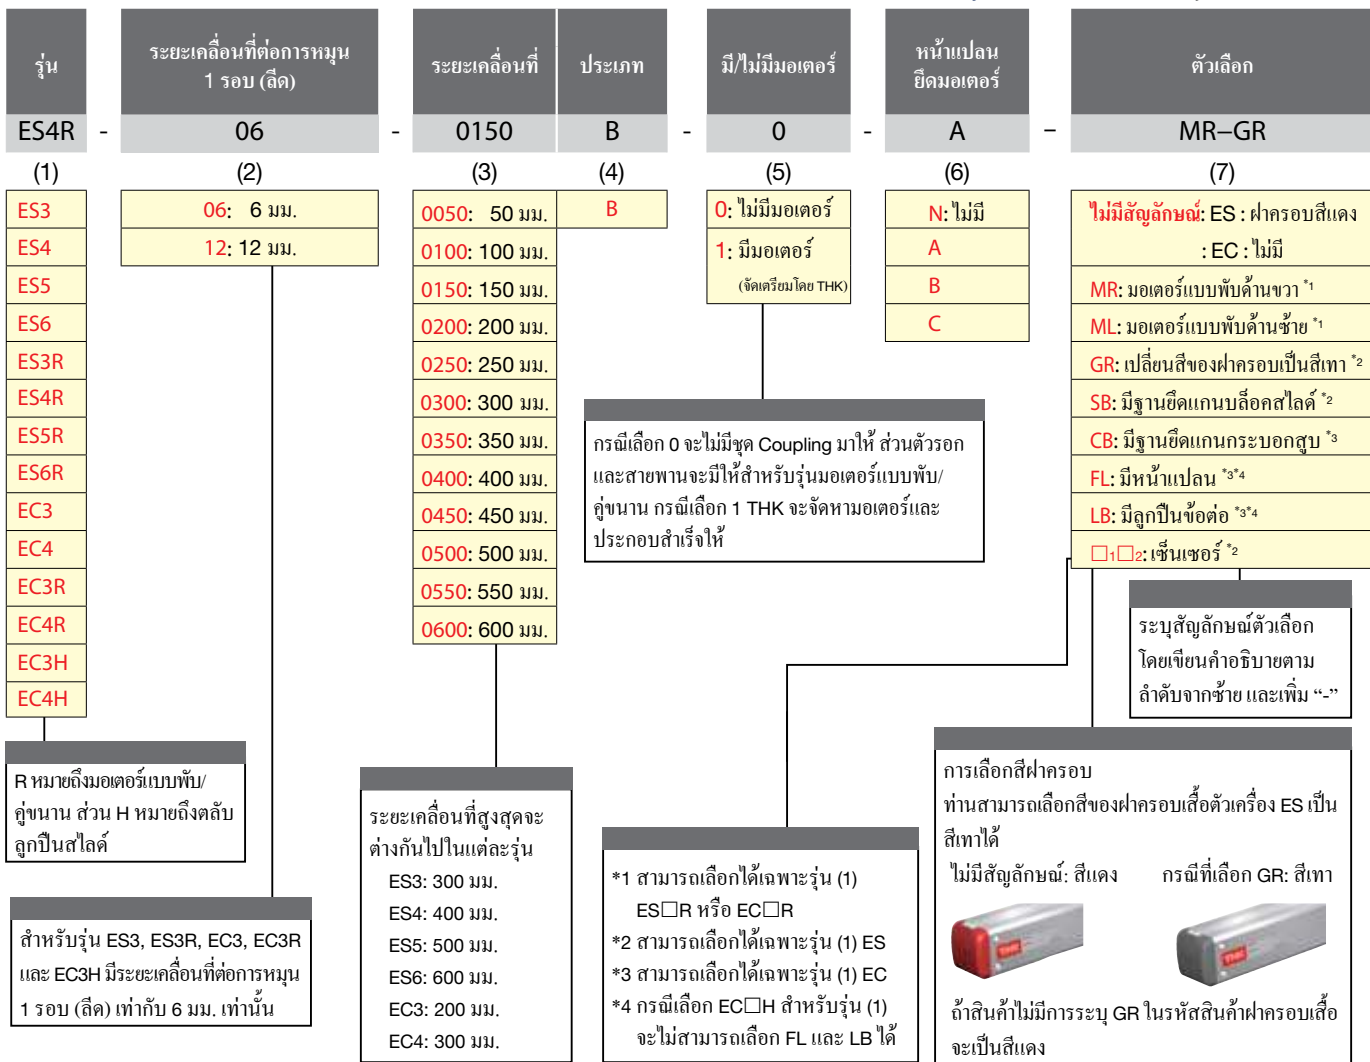 รุ่น
ระยะเคลื่อนที่ต่อการหมุน
1 รอบ (ลีด)
ระยะเคลื่อนที่
ประเภท
มี/ไม่มีมอเตอร์
หน้าแปลน
ยึดมอเตอร์
ตัวเลือก
ES4R - 06 - 0150 B - 0 - A – MR–GR
(1) (2) (3) (4) (5) (6) (7)
ES3
ES4
ES5
ES6
ES3R
ES4R
ES5R
ES6R
EC3
EC4
EC3R
EC4R
EC3H
EC4H
06: 6 มม.
12: 12 มม.
0050: 50 มม.
0100: 100 มม.
0150: 150 มม.
0200: 200 มม.
0250: 250 มม.
0300: 300 มม.
0350: 350 มม.
0400: 400 มม.
0450: 450 มม.
0500: 500 มม.
0550: 550 มม.
0600: 600 มม.
B
0: ไม่มีมอเตอร์
1: มีมอเตอร์
(จัดเตรียมโดย THK)
N: ไม่มี
A
B
C
ไม่มีสัญลักษณ์: ES : ฝาครอบสีแดง
: EC : ไม่มี
MR: มอเตอร์แบบพับด้านขวา *1
ML: มอเตอร์แบบพับด้านซ้าย *1
GR: เปลี่ยนสีของฝาครอบเป็นสีเทา *2
SB: มีฐานยึดแกนบล็อคสไลด์ *2
CB: มีฐานยึดแกนกระบอกสูบ *3
FL: มีหน้าแปลน *3*4
LB: มีลูกปืนข้อต่อ *3*4
□1□2: เซ็นเซอร์ *2
กรณีเลือก 0 จะไม่มีชุด Coupling มาให้ ส่วนตัวรอก
และสายพานจะมีให้สำหรับรุ่นมอเตอร์แบบพับ/
คู่ขนาน กรณีเลือก 1 THK จะจัดหามอเตอร์และ
ประกอบสำเร็จให้
ระบุสัญลักษณ์ตัวเลือก
โดยเขียนคำอธิบายตาม
ลำดับจากซ้าย และเพิ่ม “-”
R หมายถึงมอเตอร์แบบพับ/
คู่ขนาน ส่วน H หมายถึงตลับ
ลูกปืนสไลด์
สำหรับรุ่น ES3, ES3R, EC3, EC3R
และ EC3H มีระยะเคลื่อนที่ต่อการหมุน
1 รอบ (ลีด) เท่ากับ 6 มม. เท่านั้น
ระยะเคลื่อนที่สูงสุดจะ
ต่างกันไปในแต่ละรุ่น
ES3: 300 มม.
ES4: 400 มม.
ES5: 500 มม.
ES6: 600 มม.
EC3: 200 มม.
EC4: 300 มม.
*1 สามารถเลือกได้เฉพาะรุ่น (1)
ES□R หรือ EC□R
*2 สามารถเลือกได้เฉพาะรุ่น (1) ES
*3 สามารถเลือกได้เฉพาะรุ่น (1) EC
*4 กรณีเลือก EC□H สำหรับรุ่น (1)
จะไม่สามารถเลือก FL และ LB ได้
การเลือกสีฝาครอบ
ท่านสามารถเลือกสีของฝาครอบเสื้อตัวเครื่อง ES เป็น
สีเทาได้
ไม่มีสัญลักษณ์: สีแดง กรณีที่เลือก GR: สีเทา
THK THK
ถ้าสินค้าไม่มีการระบุ GR ในรหัสสินค้าฝาครอบเสื้อ
จะเป็นสีแดง